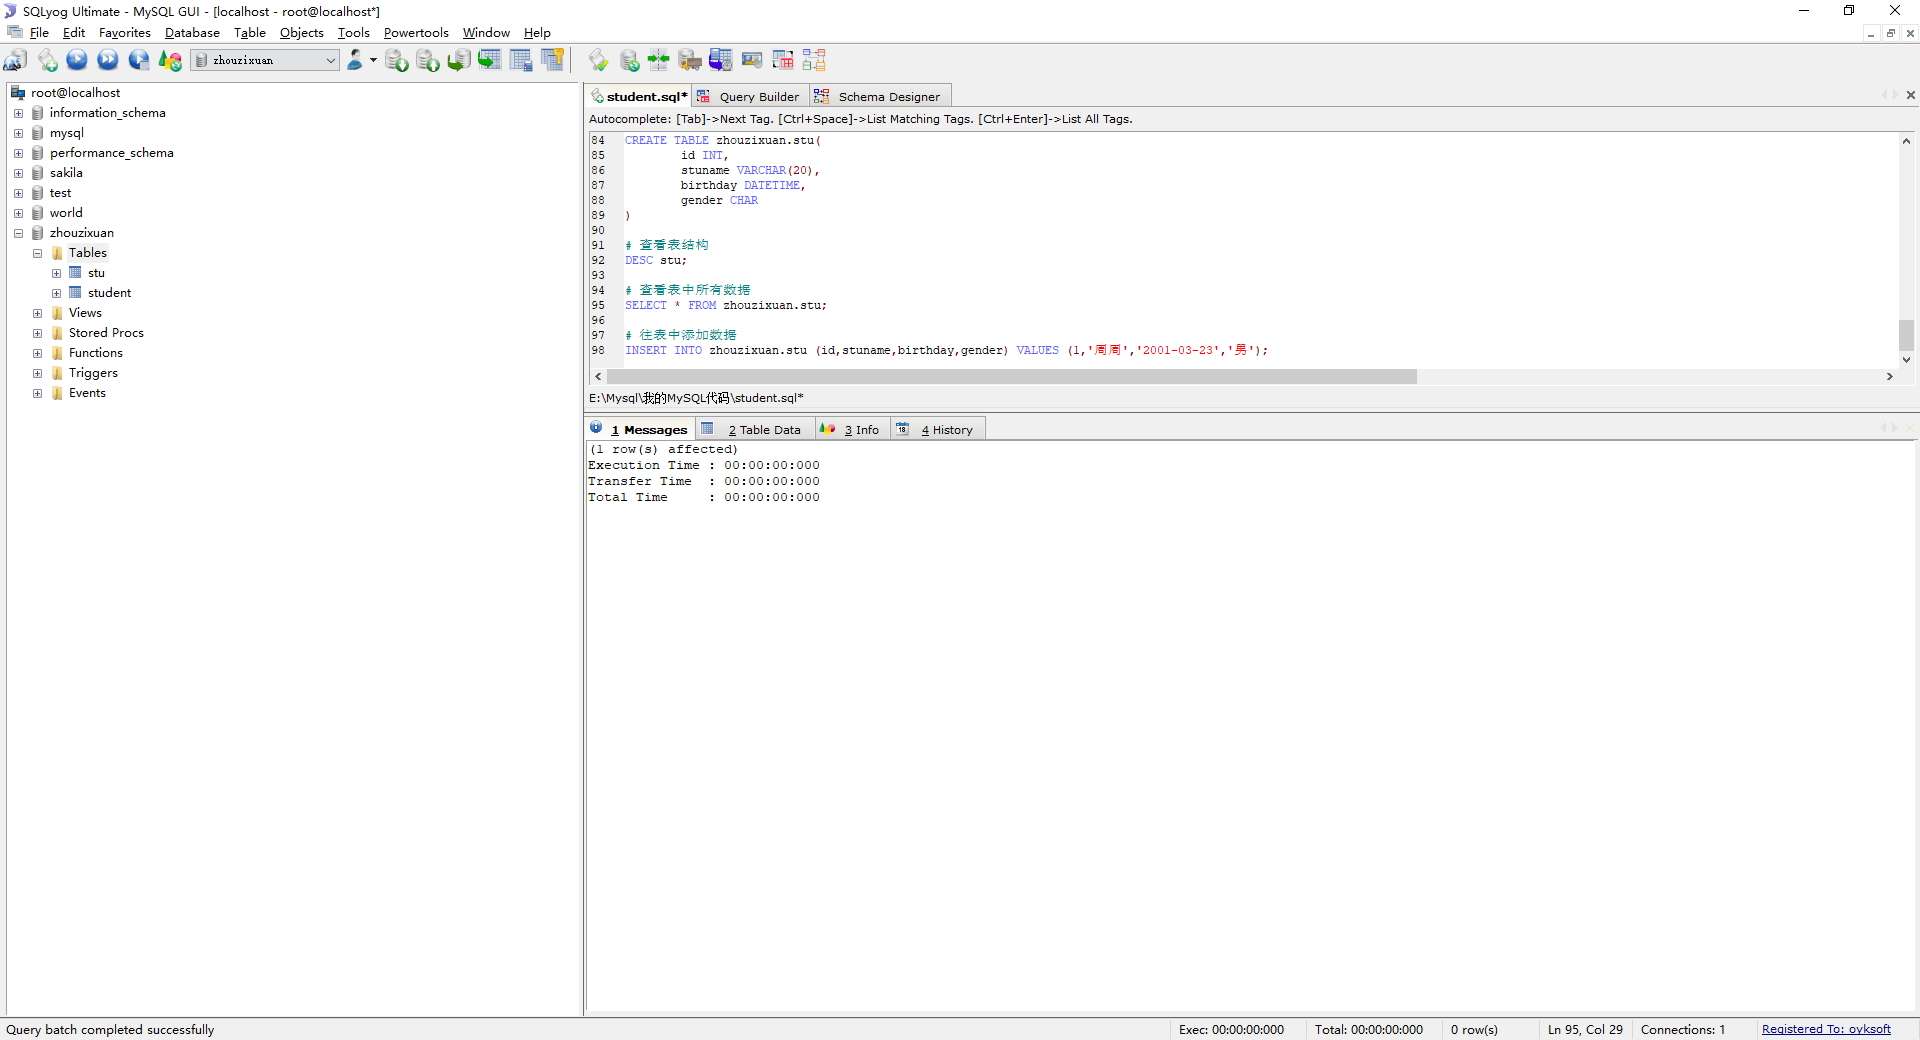 SQLyog Ultimate - MySQL GUI - [localhost - root@localhost*]
File Edit Favorites Database Table Objects Tools Powertools Window Help
zhouzixuan
root@localhost
information_schema
mysql
performance_schema
sakila
test
world
zhouzixuan
Tables
stu
student
Views
Stored Procs
Functions
Triggers
Events
student.sql* Query Builder Schema Designer
Autocomplete: [Tab]->Next Tag. [Ctrl+Space]->List Matching Tags. [Ctrl+Enter]->List All Tags.
84 CREATE TABLE zhouzixuan.stu(
85 id INT,
86 stuname VARCHAR(20),
87 birthday DATETIME,
88 gender CHAR
89 )
90
91 # 查看表结构
92 DESC stu;
93
94 # 查看表中所有数据
95 SELECT * FROM zhouzixuan.stu;
96
97 # 往表中添加数据
98 INSERT INTO zhouzixuan.stu (id,stuname,birthday,gender) VALUES (1,'周周','2001-03-23','男');
E:\Mysql\我的MySQL代码\student.sql*
1 Messages 2 Table Data 3 Info 4 History
(1 row(s) affected)
Execution Time : 00:00:00:000
Transfer Time : 00:00:00:000
Total Time : 00:00:00:000
Query batch completed successfully
Exec: 00:00:00:000 Total: 00:00:00:000 0 row(s) Ln 95, Col 29 Connections: 1 Registered To: ovksoft